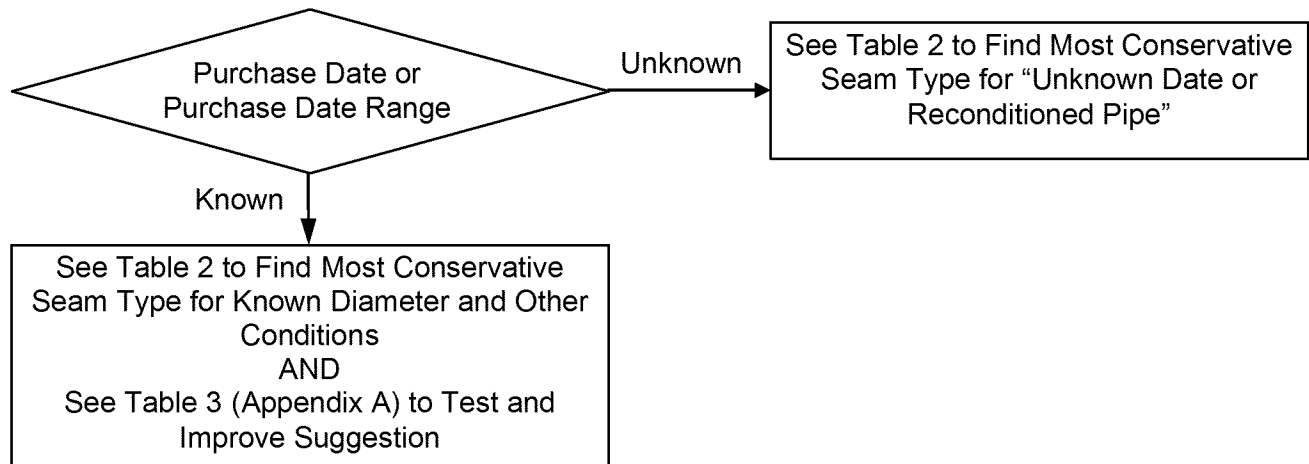 Purchase Date or
Purchase Date Range
Unknown
See Table 2 to Find Most Conservative
Seam Type for “Unknown Date or
Reconditioned Pipe”
Known
See Table 2 to Find Most Conservative
Seam Type for Known Diameter and Other
Conditions
AND
See Table 3 (Appendix A) to Test and
Improve Suggestion